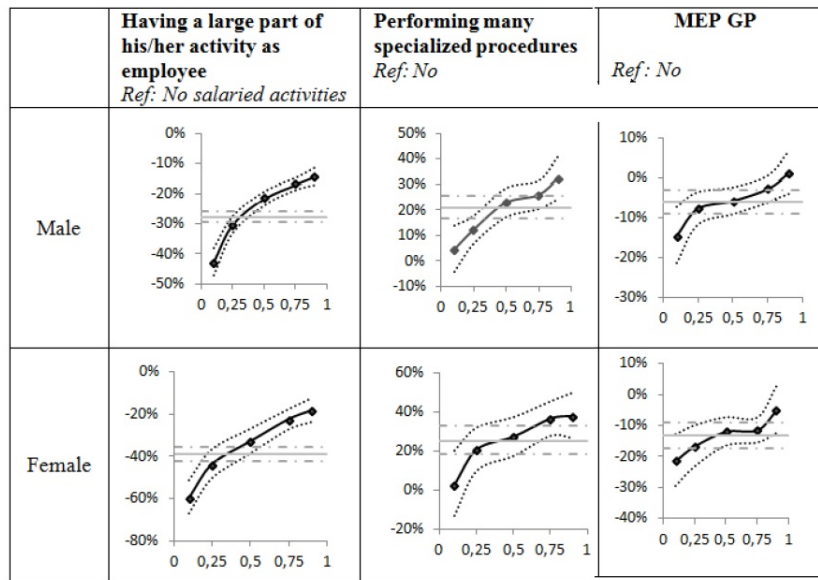 Having a large part of
his/her activity as
employee
Ref: No salaried activities
Performing many
specialized procedures
Ref: No
MEP GP
Ref : No
Male
0%
-10%
-20%
-30%
-40%
-50%
0 0,25 0,5 0,75 1
50%
40%
30%
20%
10%
0%
-10%
0 0,25 0,5 0,75 1
10%
0%
-10%
-20%
-30%
0 0,25 0,5 0,75 1
Female
0%
-20%
-40%
-60%
-80%
0 0,25 0,5 0,75 1
60%
40%
20%
0%
-20%
0 0,25 0,5 0,75 1
10%
0%
-10%
-20%
-30%
-40%
0 0,25 0,5 0,75 1